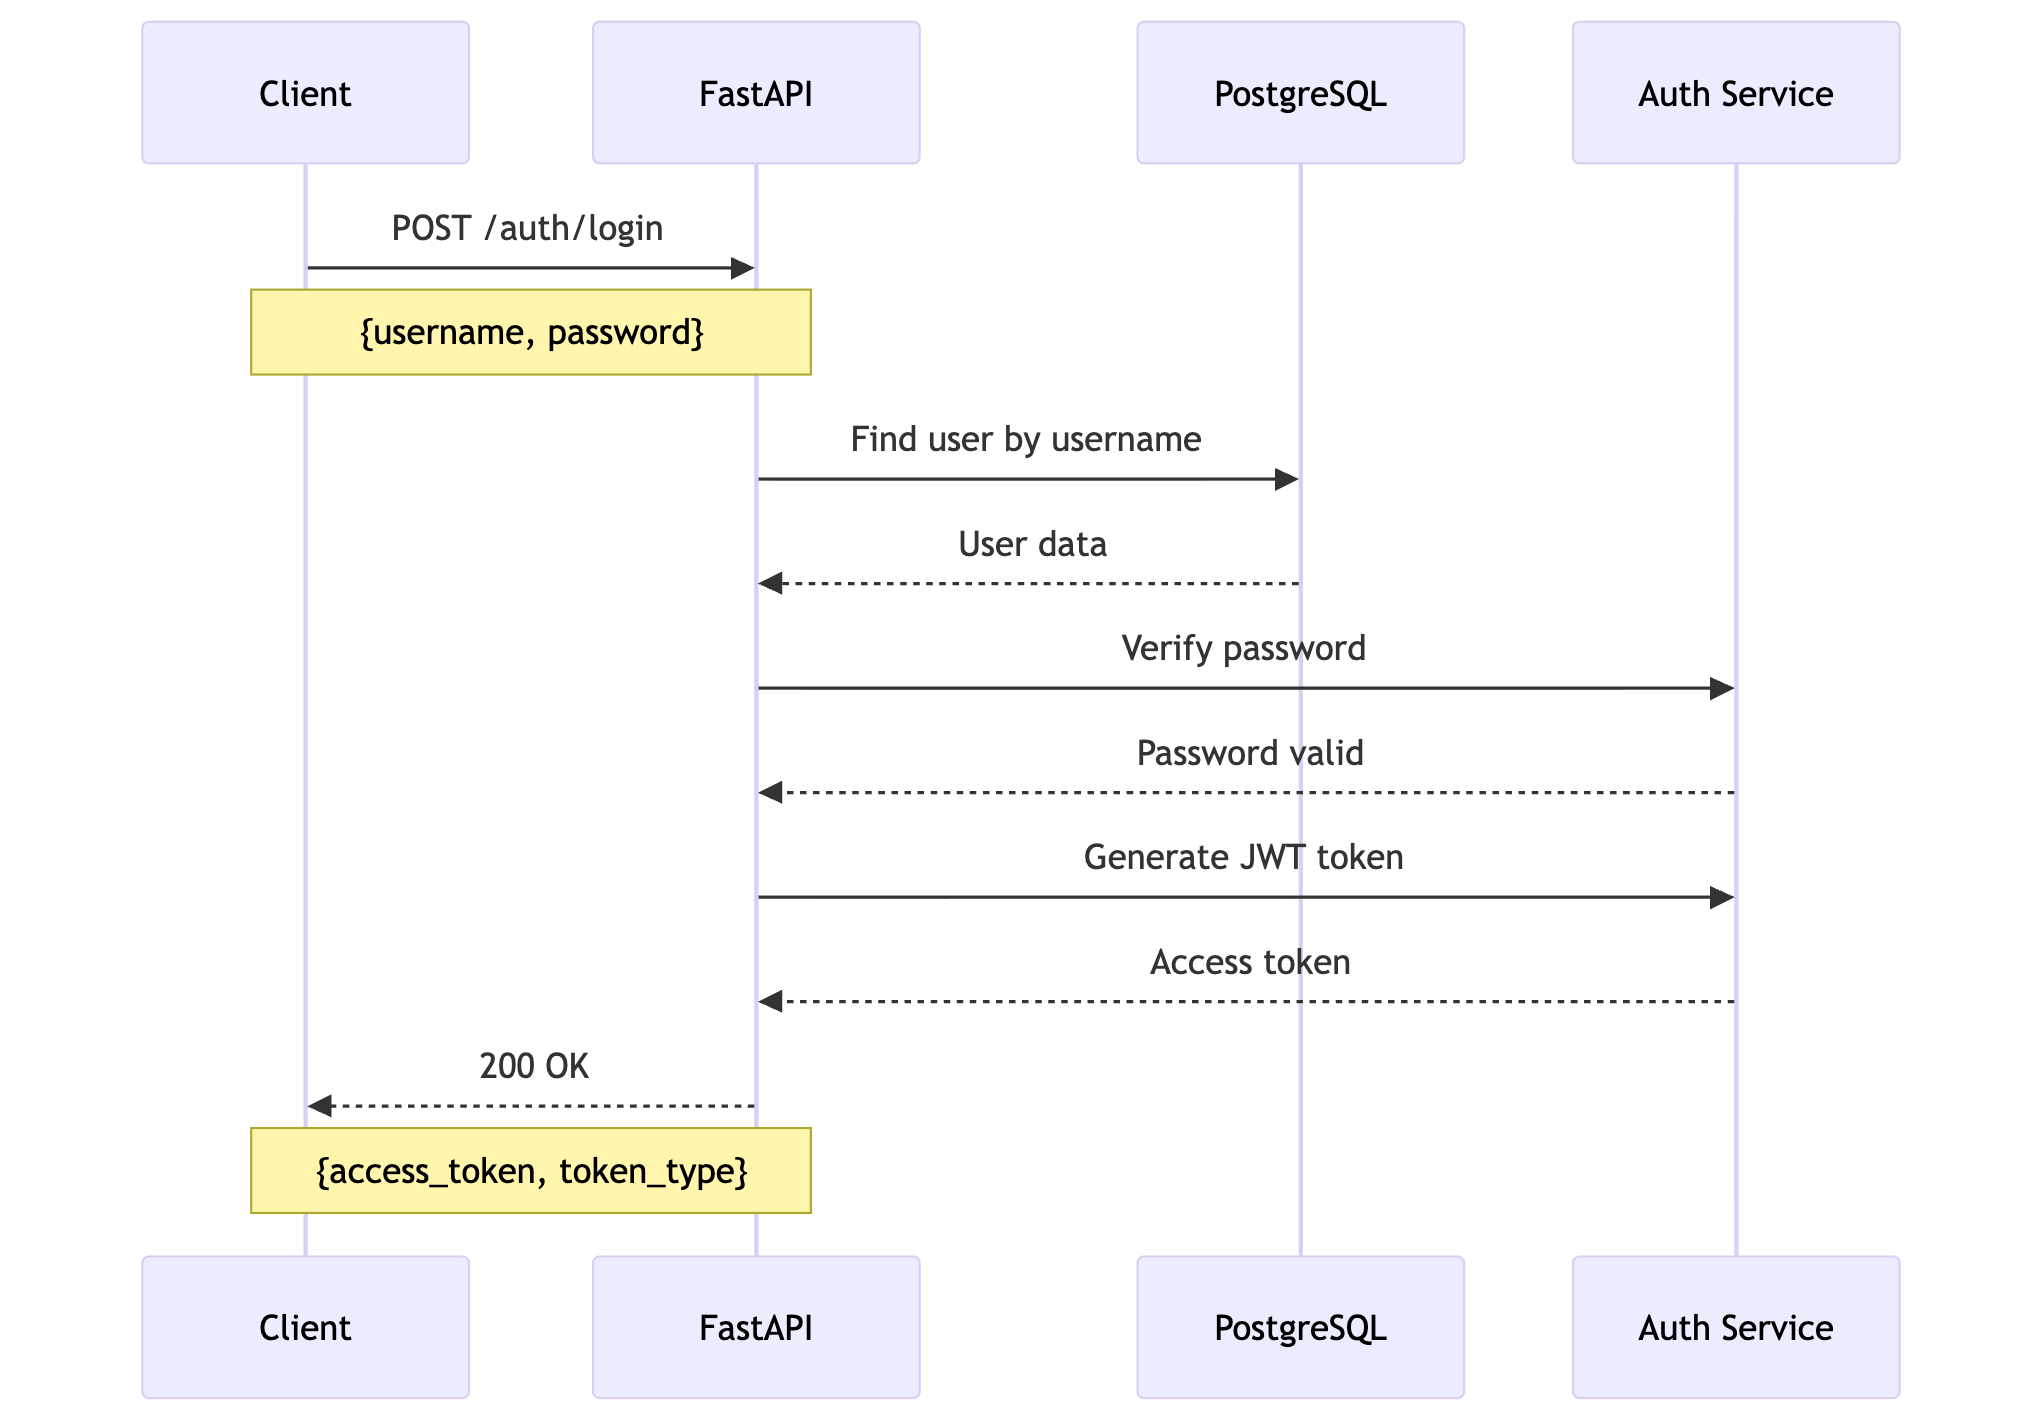 Client
FastAPI
PostgreSQL
Auth Service
POST /auth/login
{username, password}
Find user by username
User data
Verify password
Password valid
Generate JWT token
Access token
200 OK
{access_token, token_type}
Client
FastAPI
PostgreSQL
Auth Service